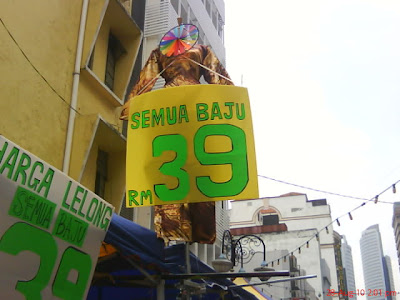 SEMUA BAJU
39
RM
HARGA LELONG
SEMUA BAJU
39